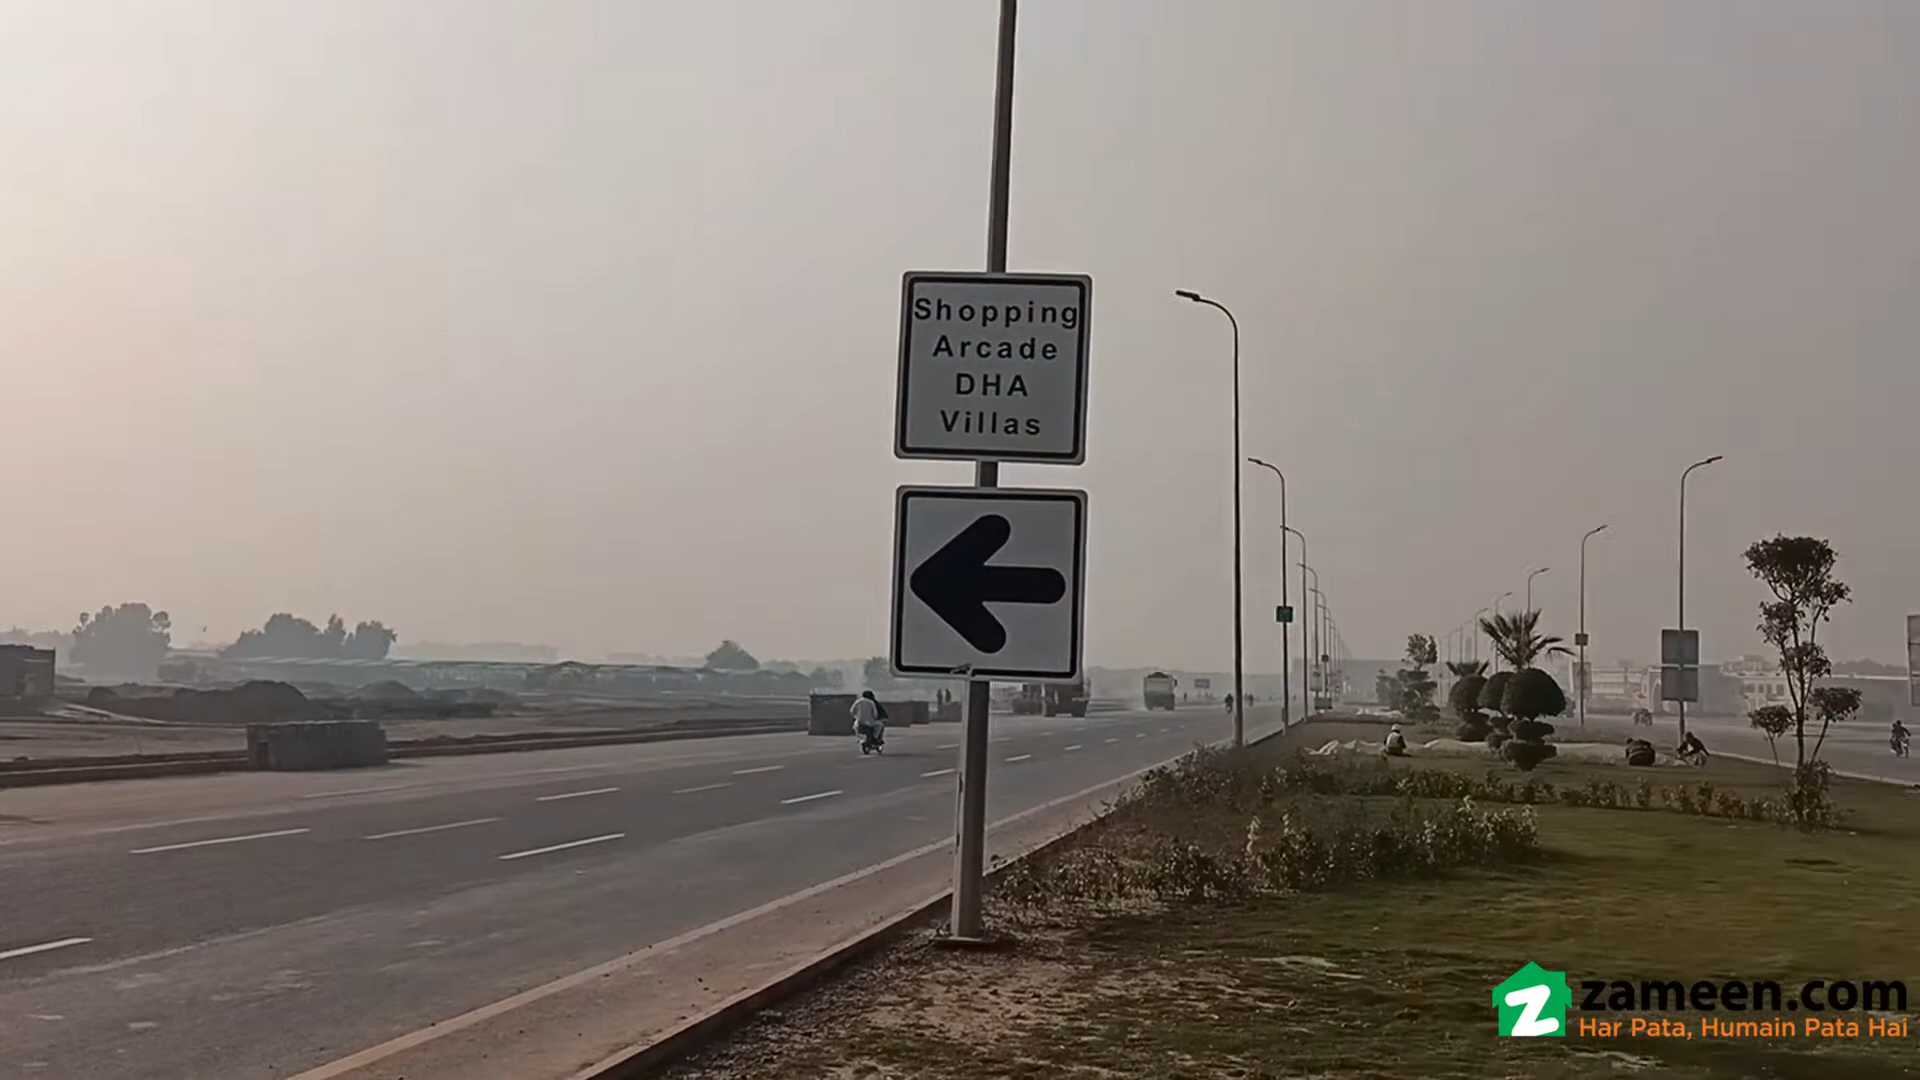 Shopping
Arcade
DHA
Villas
zameen.com
Har Pata, Humain Pata Hai